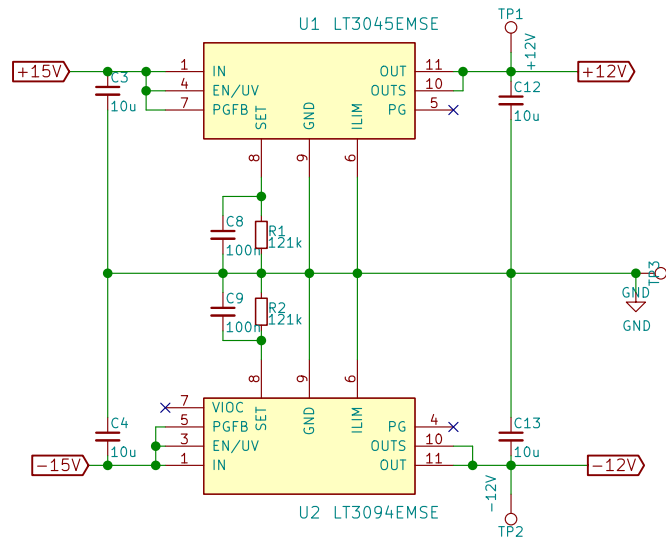 U1 LT3045EMSE
TP1
+12V
+15V
C3
10u
1 IN
4 EN/UV
7 PGFB
OUT 11
OUTS 10
PG 5
+12V
C12
10u
SET
GND
ILIM
8
9
6
C8
100n
R1
121k
TP3
GND
GND
C9
100n
R2
121k
8
9
6
SET
GND
ILIM
7 VIOC
5 PGFB
3 EN/UV
1 IN
PG 4
OUTS 10
OUT 11
C4
10u
-15V
C13
10u
-12V
-12V
U2 LT3094EMSE
TP2